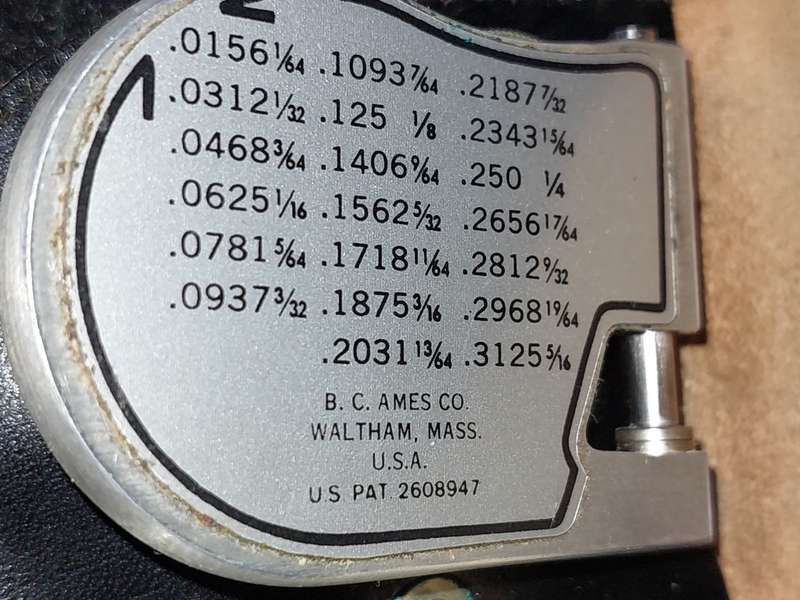 2
1
.0156 1/64 .1093 7/64 .2187 7/32
.0312 1/32 .125 1/8 .2343 15/64
.0468 3/64 .1406 9/64 .250 1/4
.0625 1/16 .1562 5/32 .2656 17/64
.0781 5/64 .1718 11/64 .2812 9/32
.0937 3/32 .1875 3/16 .2968 19/64
.2031 13/64 .3125 5/16
B. C. AMES CO.
WALTHAM, MASS.
U.S.A.
U.S PAT 2608947